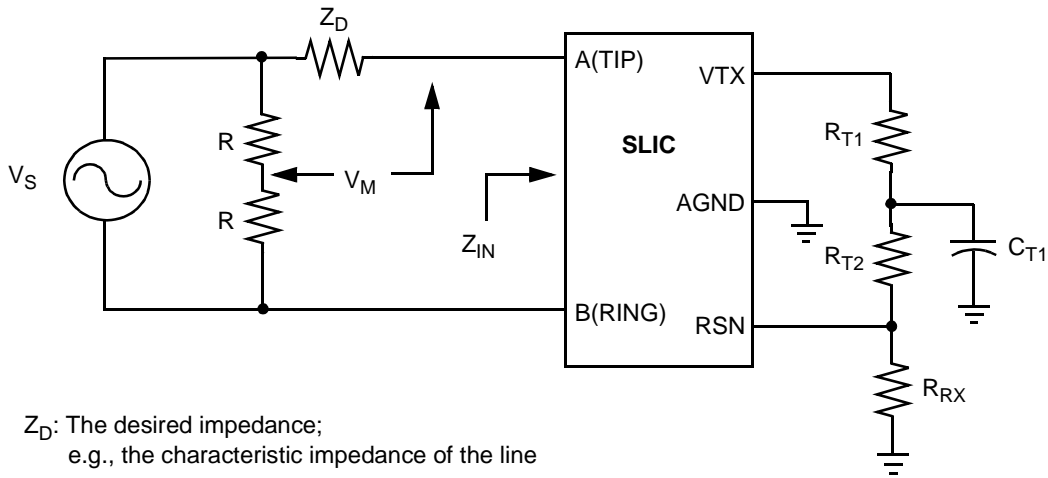 Z_D
A(TIP)
VTX
R_T1
R
SLIC
V_S
V_M
AGND
R
Z_IN
R_T2
C_T1
B(RING)
RSN
R_RX
Z_D: The desired impedance;
e.g., the characteristic impedance of the line